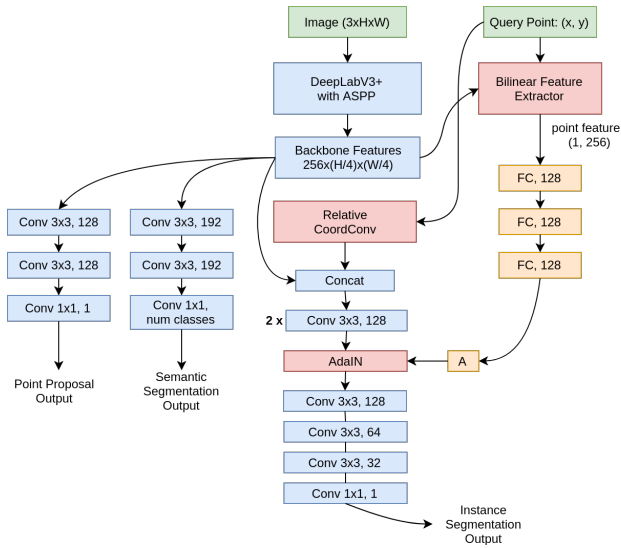 Image (3xHxW)
Query Point: (x, y)
DeepLabV3+
with ASPP
Bilinear Feature
Extractor
point feature
(1, 256)
Backbone Features
256x(H/4)x(W/4)
FC, 128
FC, 128
FC, 128
Conv 3x3, 128
Conv 3x3, 128
Conv 1x1, 1
Point Proposal
Output
Conv 3x3, 192
Conv 3x3, 192
Conv 1x1,
num classes
Semantic
Segmentation
Output
Relative
CoordConv
Concat
2 x
Conv 3x3, 128
AdaIN
A
Conv 3x3, 128
Conv 3x3, 64
Conv 3x3, 32
Conv 1x1, 1
Instance
Segmentation
Output